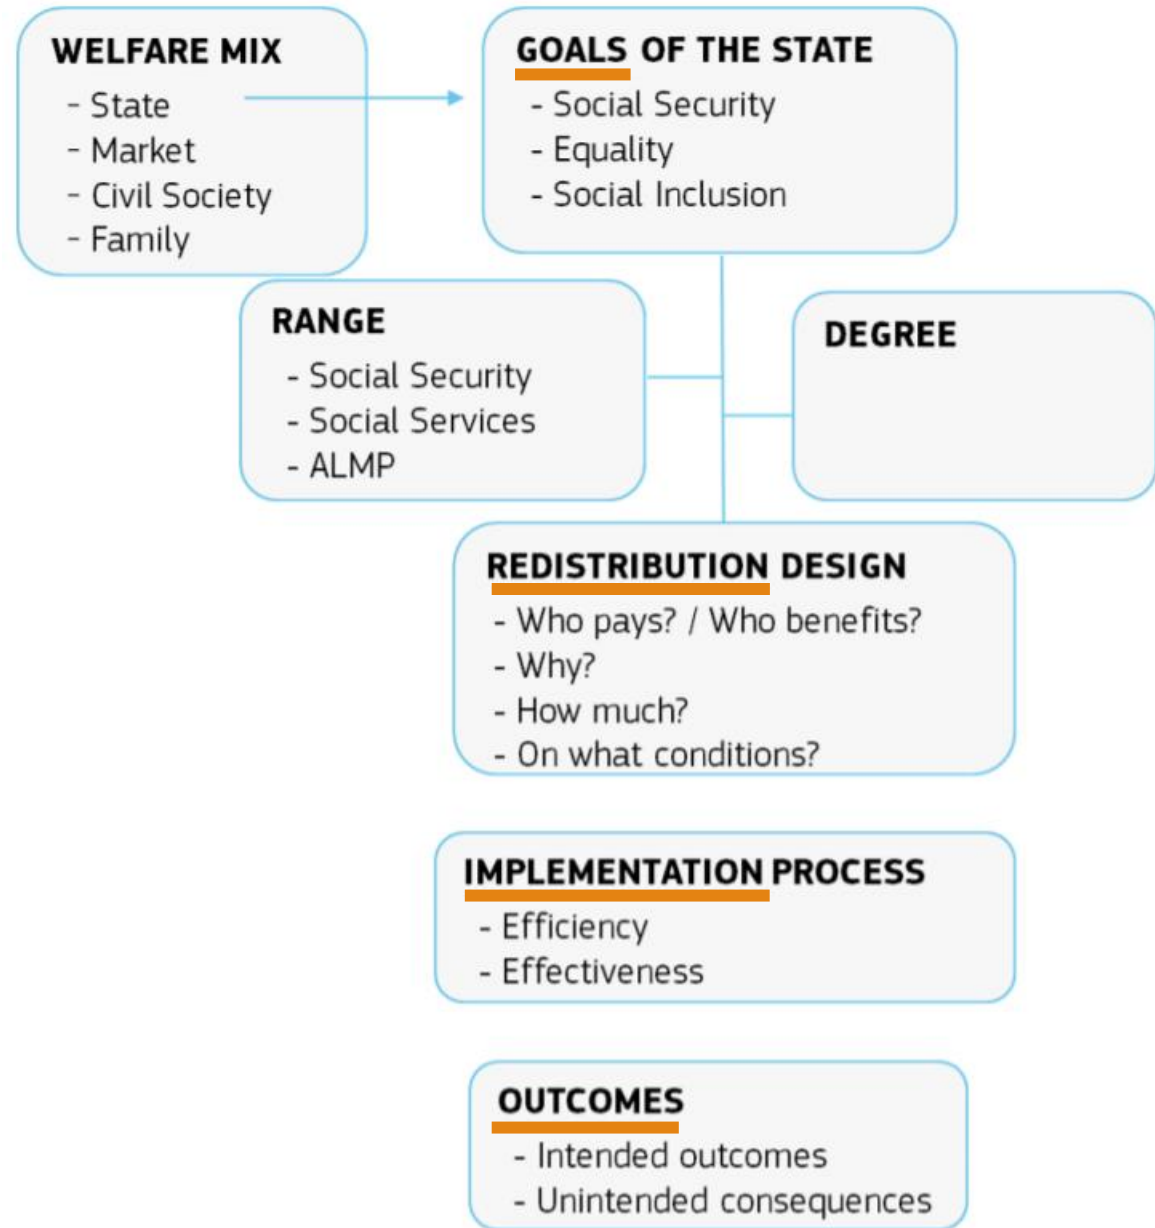 WELFARE MIX
- State
- Market
- Civil Society
- Family
GOALS OF THE STATE
- Social Security
- Equality
- Social Inclusion
RANGE
- Social Security
- Social Services
- ALMP
DEGREE
REDISTRIBUTION DESIGN
- Who pays? / Who benefits?
- Why?
- How much?
- On what conditions?
IMPLEMENTATION PROCESS
- Efficiency
- Effectiveness
OUTCOMES
- Intended outcomes
- Unintended consequences